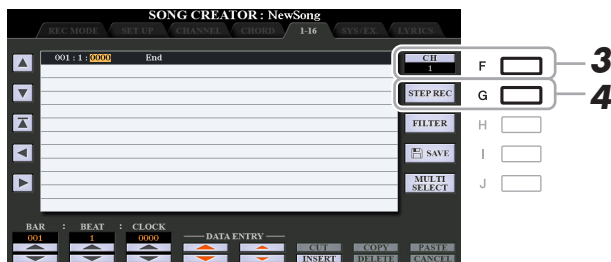 SONG CREATOR : NewSong
REC MODE SET UP CHANNEL CHORD 1-16 SYS/EX. LYRICS
001 : 1 : 0000 End
CH
1
F
3
STEP REC
G
4
FILTER
H
SAVE
I
MULTI
SELECT
J
BAR : BEAT : CLOCK
001 1 0000
DATA ENTRY
CUT COPY PASTE
INSERT DELETE CANCEL